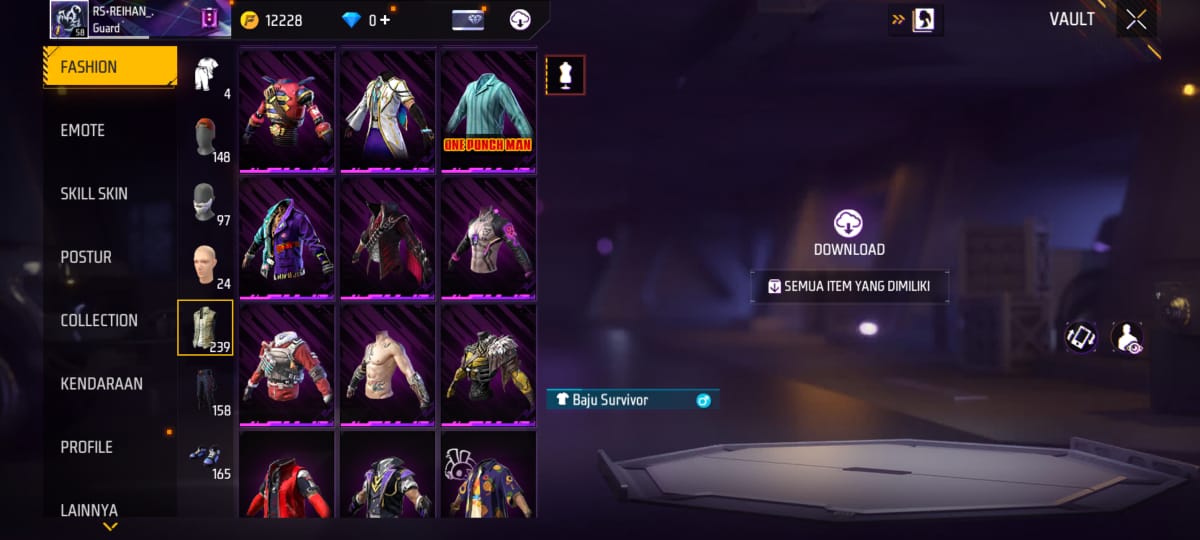 RS•REIHAN_.
Guard
58
12228
0+
VAULT
FASHION
EMOTE
SKILL SKIN
POSTUR
COLLECTION
KENDARAAN
PROFILE
LAINNYA
4
148
97
24
239
158
165
ONE PUNCH MAN
DOWNLOAD
SEMUA ITEM YANG DIMILIKI
Baju Survivor